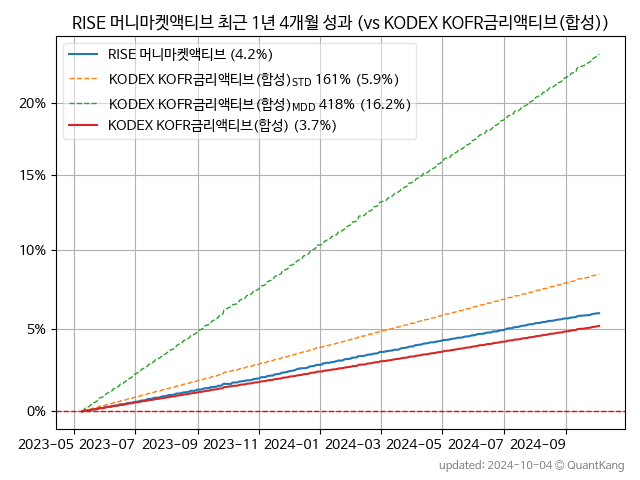 RISE 머니마켓액티브 최근 1년 4개월 성과 (vs KODEX KOFR금리액티브(합성))
RISE 머니마켓액티브 (4.2%)
KODEX KOFR금리액티브(합성)STD 161% (5.9%)
KODEX KOFR금리액티브(합성)MDD 418% (16.2%)
KODEX KOFR금리액티브(합성) (3.7%)
20%
15%
10%
5%
0%
2023-05 2023-07 2023-09 2023-11 2024-01 2024-03 2024-05 2024-07 2024-09
updated: 2024-10-04 © QuantKang